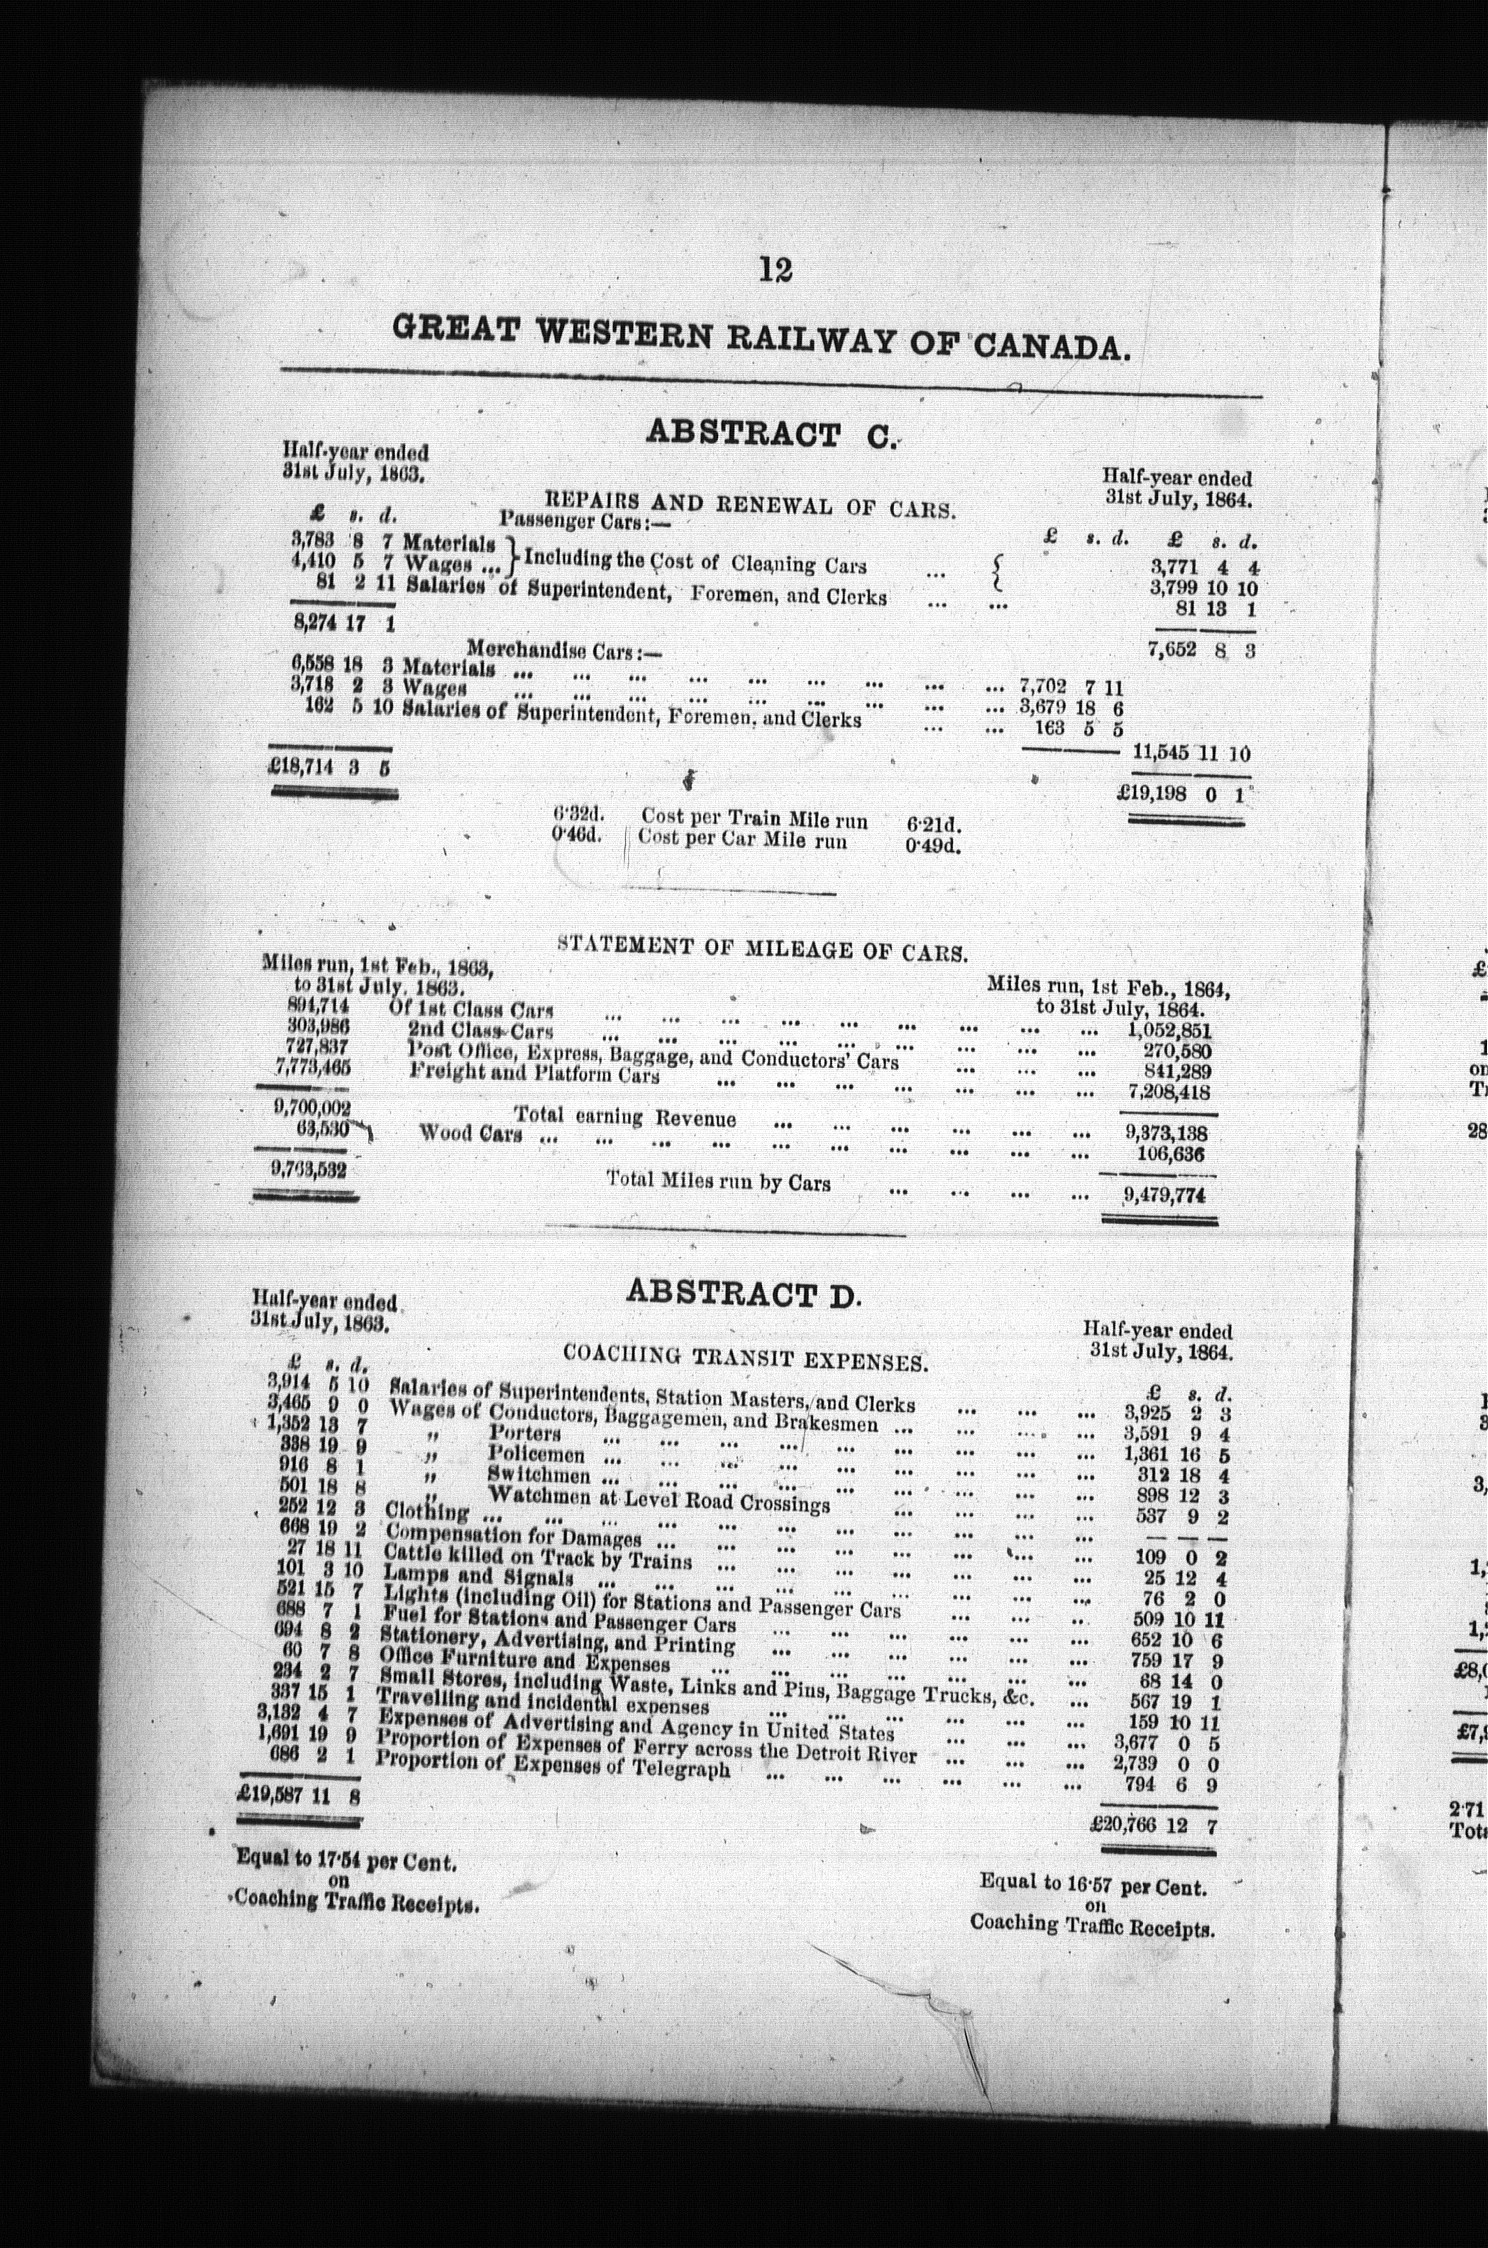 12
GREAT WESTERN RAILWAY OF CANADA.
ABSTRACT C.
Half-year ended
31st July, 1863.
Half-year ended
31st July, 1864.
REPAIRS AND RENEWAL OF CARS.
£ s. d. Passenger Cars:— £ s. d. £ s. d.
3,783 8 7 Materials } Including the Cost of Cleaning Cars ... { 3,771 4 4
4,410 5 7 Wages ... 3,799 10 10
81 2 11 Salaries of Superintendent, Foremen, and Clerks ... ... 81 13 1
8,274 17 1 7,652 8 3
Merchandise Cars:—
6,558 18 3 Materials ... ... ... ... ... ... ... ... ... 7,702 7 11
3,718 2 3 Wages ... ... ... ... ... ... ... ... ... 3,679 18 6
162 5 10 Salaries of Superintendent, Foremen, and Clerks ... ... 163 5 5
11,545 11 10
£18,714 3 5 £19,198 0 1
6·32d. Cost per Train Mile run 6·21d.
0·46d. Cost per Car Mile run 0·49d.
STATEMENT OF MILEAGE OF CARS.
Miles run, 1st Feb., 1863,
to 31st July, 1863.
Miles run, 1st Feb., 1864,
to 31st July, 1864.
894,714 Of 1st Class Cars ... ... ... ... ... ... ... ... ... 1,052,851
303,986 2nd Class Cars ... ... ... ... ... ... ... ... ... 270,580
727,837 Post Office, Express, Baggage, and Conductors' Cars ... ... ... 841,289
7,773,465 Freight and Platform Cars ... ... ... ... ... ... ... 7,208,418
9,700,002 Total earning Revenue ... ... ... ... ... ... 9,373,138
63,530 Wood Cars ... ... ... ... ... ... ... ... ... ... 106,636
9,763,532 Total Miles run by Cars ... ... ... ... 9,479,774
ABSTRACT D.
Half-year ended
31st July, 1863.
Half-year ended
31st July, 1864.
COACHING TRANSIT EXPENSES.
£ s. d. £ s. d.
3,914 5 10 Salaries of Superintendents, Station Masters, and Clerks ... ... ... 3,925 2 3
3,465 9 0 Wages of Conductors, Baggagemen, and Brakesmen ... ... ... ... 3,591 9 4
1,352 13 7 „ Porters ... ... ... ... ... ... ... ... ... 1,361 16 5
338 19 9 „ Policemen ... ... ... ... ... ... ... ... ... 312 18 4
916 8 1 „ Switchmen ... ... ... ... ... ... ... ... ... 898 12 3
501 18 8 „ Watchmen at Level Road Crossings ... ... ... ... 537 9 2
252 12 3 Clothing ... ... ... ... ... ... ... ... ... ... ... — — —
668 19 2 Compensation for Damages ... ... ... ... ... ... ... ... 109 0 2
27 18 11 Cattle killed on Track by Trains ... ... ... ... ... ... ... 25 12 4
101 3 10 Lamps and Signals ... ... ... ... ... ... ... ... ... 76 2 0
521 15 7 Lights (including Oil) for Stations and Passenger Cars ... ... ... 509 10 11
688 7 1 Fuel for Stations and Passenger Cars ... ... ... ... ... ... 652 10 6
694 8 2 Stationery, Advertising, and Printing ... ... ... ... ... ... 759 17 9
60 7 8 Office Furniture and Expenses ... ... ... ... ... ... ... 68 14 0
234 2 7 Small Stores, including Waste, Links and Pins, Baggage Trucks, &c. ... 567 19 1
337 15 1 Travelling and incidental expenses ... ... ... ... ... ... 159 10 11
3,132 4 7 Expenses of Advertising and Agency in United States ... ... ... 3,677 0 5
1,691 19 9 Proportion of Expenses of Ferry across the Detroit River ... ... ... 2,739 0 0
686 2 1 Proportion of Expenses of Telegraph ... ... ... ... ... ... 794 6 9
£19,587 11 8 £20,766 12 7
Equal to 17·54 per Cent.
on
Coaching Traffic Receipts.
Equal to 16·57 per Cent.
on
Coaching Traffic Receipts.